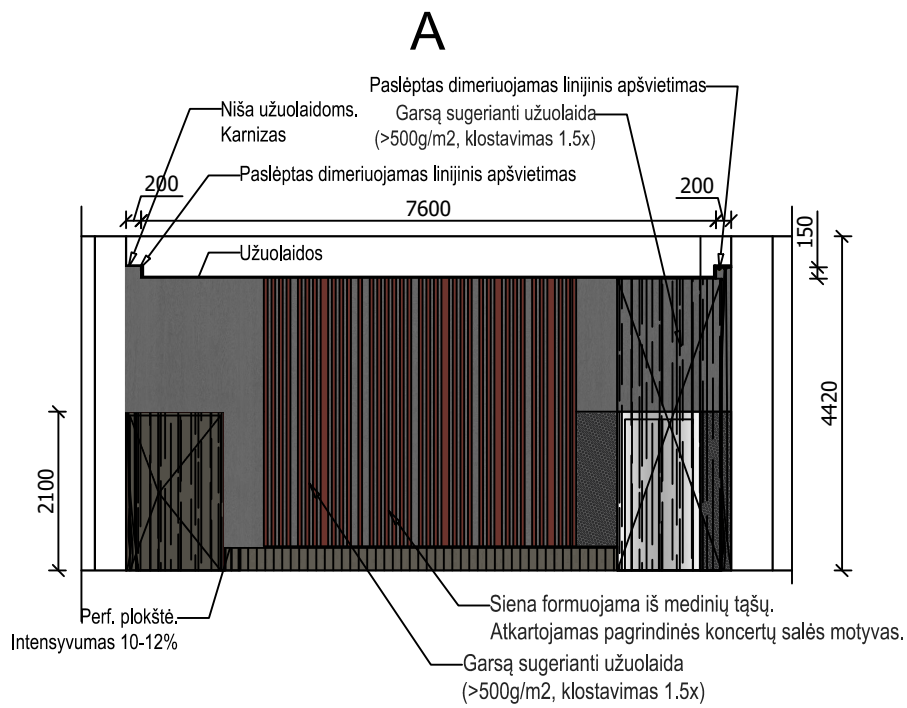 A
Paslėptas dimeriuojamas linijinis apšvietimas
Niša užuolaidoms.
Karnizas
Garsą sugerianti užuolaida
(>500g/m2, klostavimas 1.5x)
Paslėptas dimeriuojamas linijinis apšvietimas
200
7600
200
150
Užuolaidos
4420
2100
Perf. plokštė.
Intensyvumas 10-12%
Siena formuojama iš medinių tąšų.
Atkartojamas pagrindinės koncertų salės motyvas.
Garsą sugerianti užuolaida
(>500g/m2, klostavimas 1.5x)